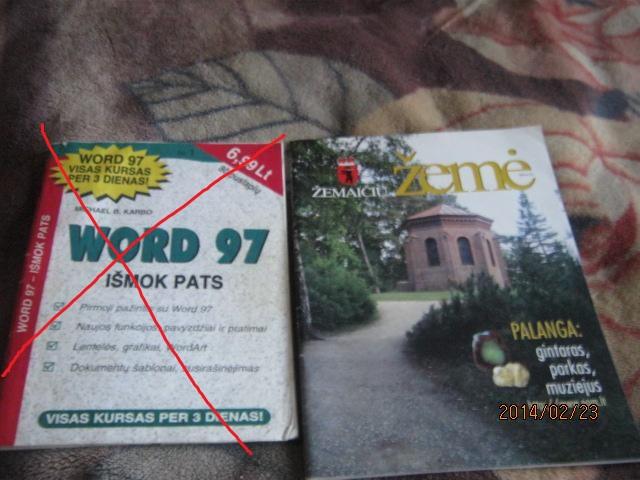 WORD 97
VISAS KURSAS
PER 3 DIENAS!
6,99Lt
MICHAEL B. KARBO
WORD 97
IŠMOK PATS
Pirmoji pažintis su Word 97
Naujos funkcijos, pavyzdžiai ir pratimai
Lentelės, grafikai, WordArt
Dokumentų šablonai, susirašinėjimas
VISAS KURSAS PER 3 DIENAS!
WORD 97 - IŠMOK PATS
ŽEMAIČIŲ
žemė
PALANGA:
gintaras,
parkas,
muziejus
2014/02/23